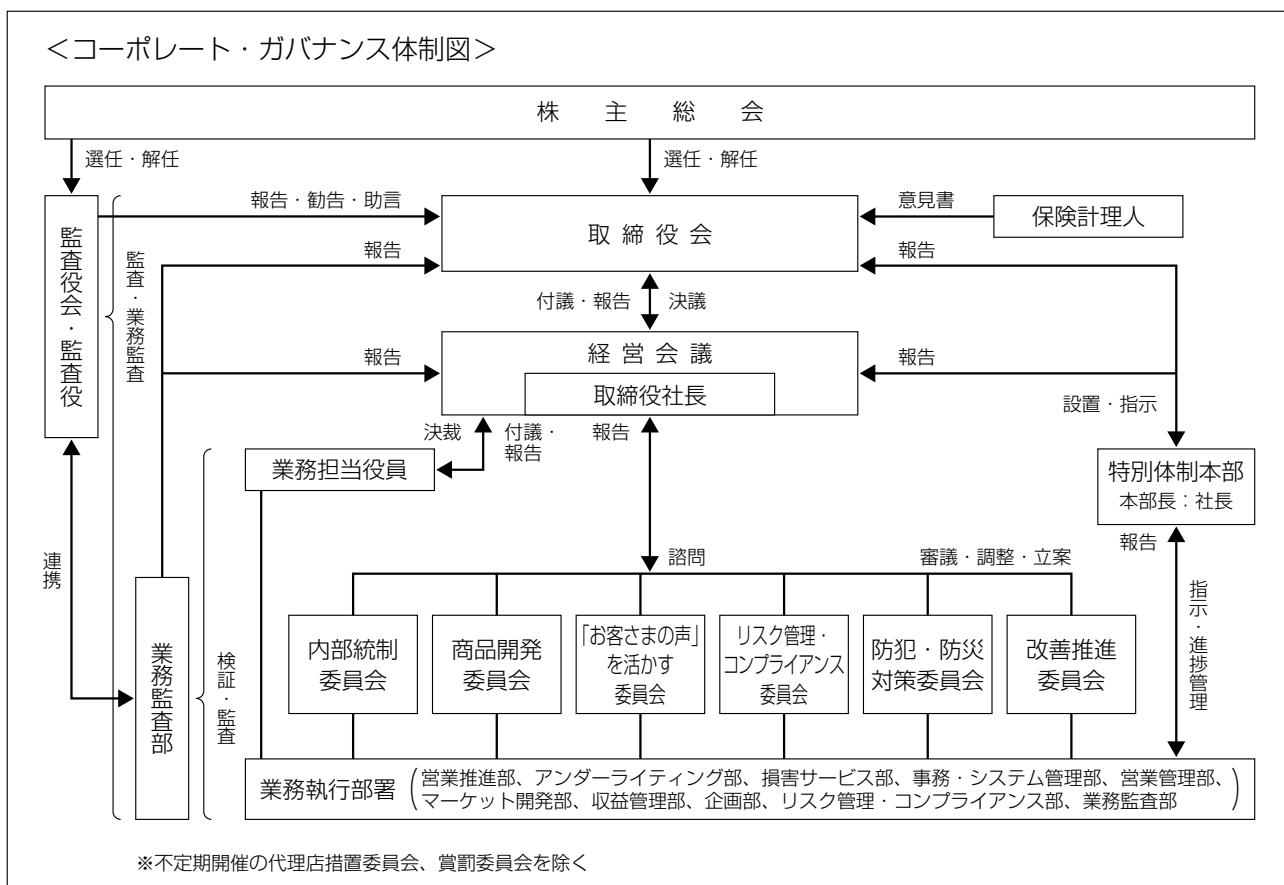 <コーポレート・ガバナンス体制図>
株主総会
選任・解任
選任・解任
監査役会・監査役
監査・業務監査
報告・勧告・助言
取締役会
意見書
保険計理人
報告
報告
付議・報告
決議
経営会議
取締役社長
報告
報告
設置・指示
決裁
付議・
報告
報告
業務担当役員
特別体制本部
本部長：社長
報告
連携
諮問
審議・調整・立案
指示・進捗管理
業務監査部
検証・監査
内部統制
委員会
商品開発
委員会
「お客さまの声」
を活かす
委員会
リスク管理・
コンプライアンス
委員会
防犯・防災
対策委員会
改善推進
委員会
業務執行部署
(営業推進部、アンダーライティング部、損害サービス部、事務・システム管理部、営業管理部、
マーケット開発部、収益管理部、企画部、リスク管理・コンプライアンス部、業務監査部)
※不定期開催の代理店措置委員会、賞罰委員会を除く